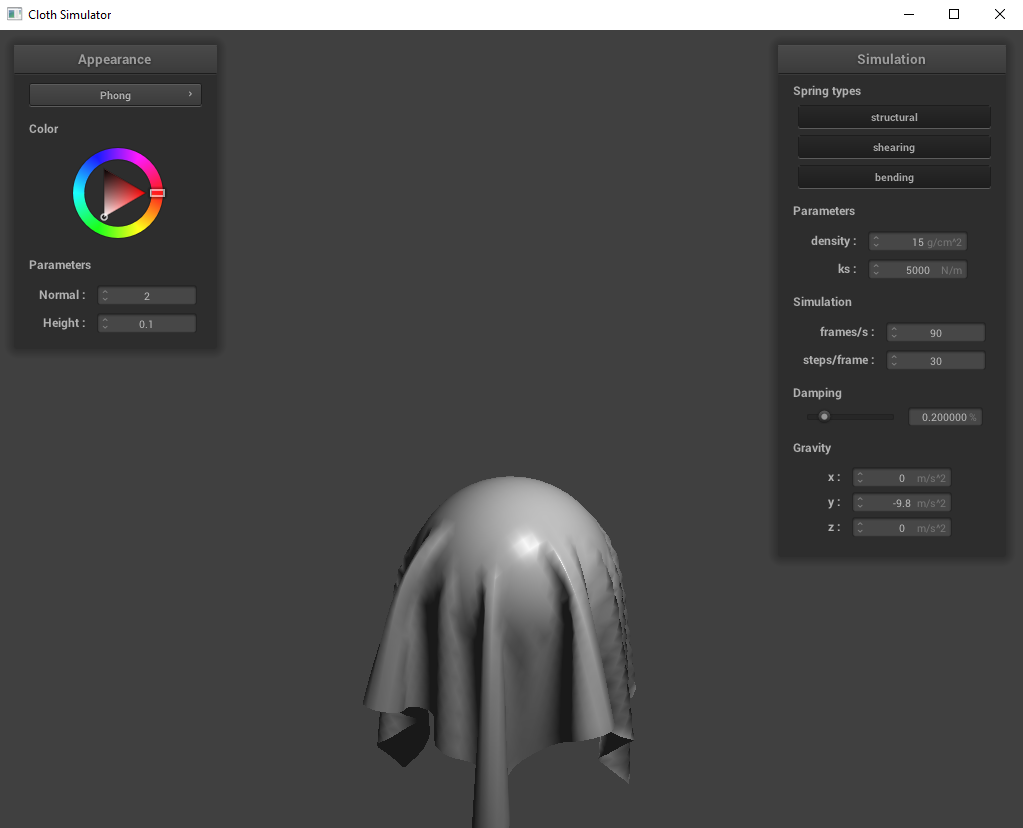 Cloth Simulator
Appearance
Phong
Color
Parameters
Normal : 2
Height : 0.1
Simulation
Spring types
structural
shearing
bending
Parameters
density : 15 g/cm^2
ks : 5000 N/m
Simulation
frames/s : 90
steps/frame : 30
Damping
0.200000 %
Gravity
x : 0 m/s^2
y : -9.8 m/s^2
z : 0 m/s^2